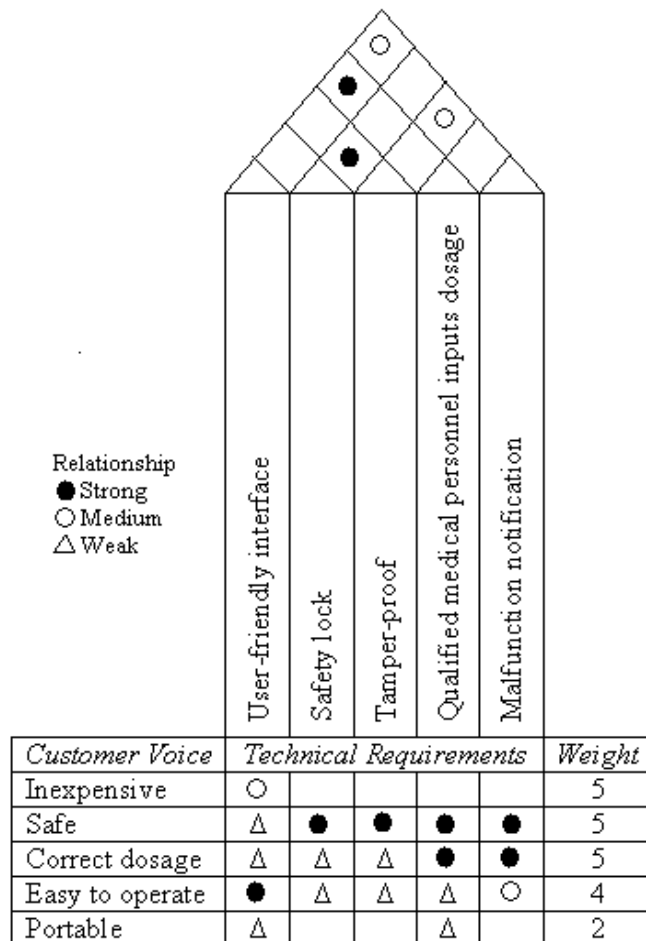 Relationship
Strong
Medium
Weak
User-friendly interface
Safety lock
Tamper-proof
Qualified medical personnel inputs dosage
Malfunction notification
Customer Voice Technical Requirements Weight
Inexpensive 5
Safe 5
Correct dosage 5
Easy to operate 4
Portable 2